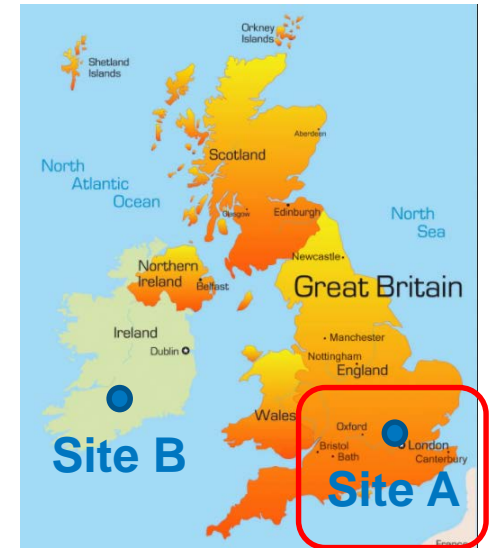 Orkney
Islands
Shetland
Islands
Aberdeen
Scotland
North
Atlantic
Ocean
Glasgow
Edinburgh
North
Sea
Newcastle
Northern
Ireland
Belfast
Great Britain
Ireland
Manchester
Dublin
Nottingham
England
Wales
Oxford
London
Bristol
Bath
Canterbury
Site B
Site A
France